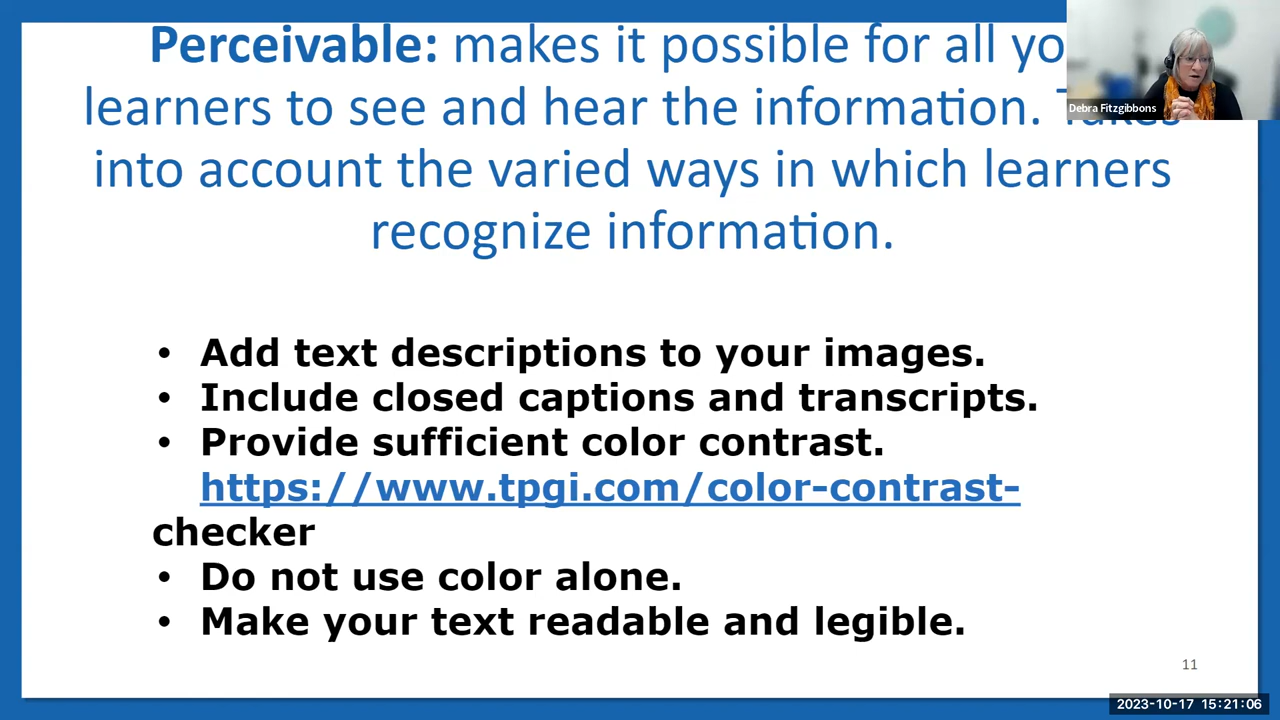 Perceivable: makes it possible for all yo
learners to see and hear the information.
into account the varied ways in which learners
recognize information.
• Add text descriptions to your images.
• Include closed captions and transcripts.
• Provide sufficient color contrast.
https://www.tpgi.com/color-contrast-
checker
• Do not use color alone.
• Make your text readable and legible.
11
Debra Fitzgibbons
2023-10-17 15:21:06